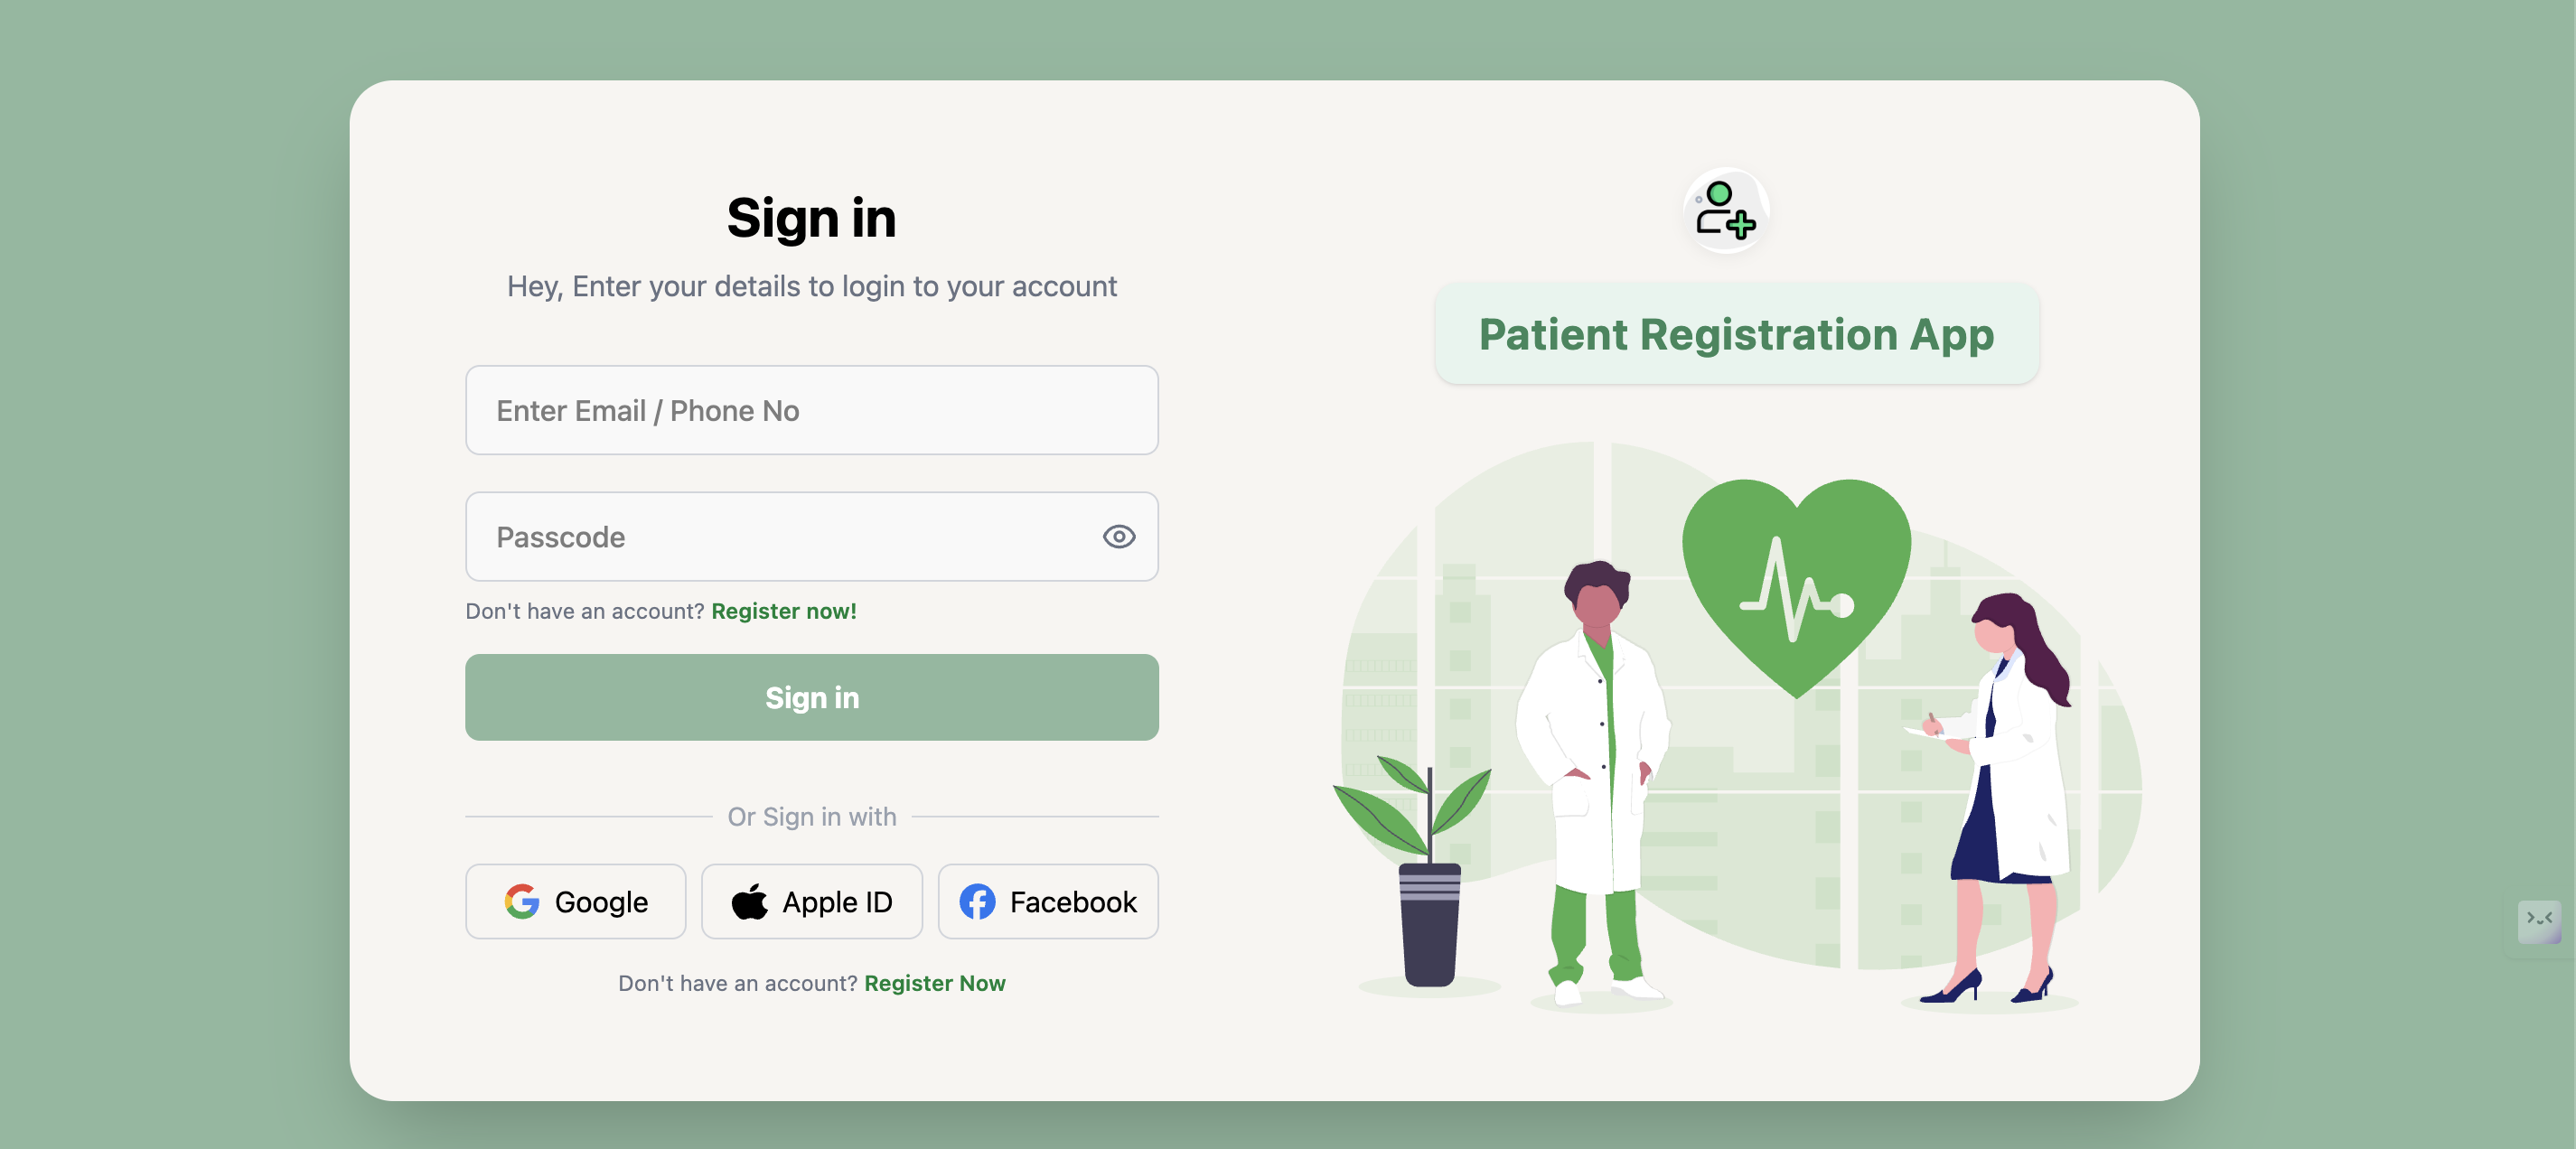 Sign in
Hey, Enter your details to login to your account
Enter Email / Phone No
Passcode
Don't have an account? Register now!
Sign in
Or Sign in with
Google
Apple ID
Facebook
Don't have an account? Register Now
Patient Registration App